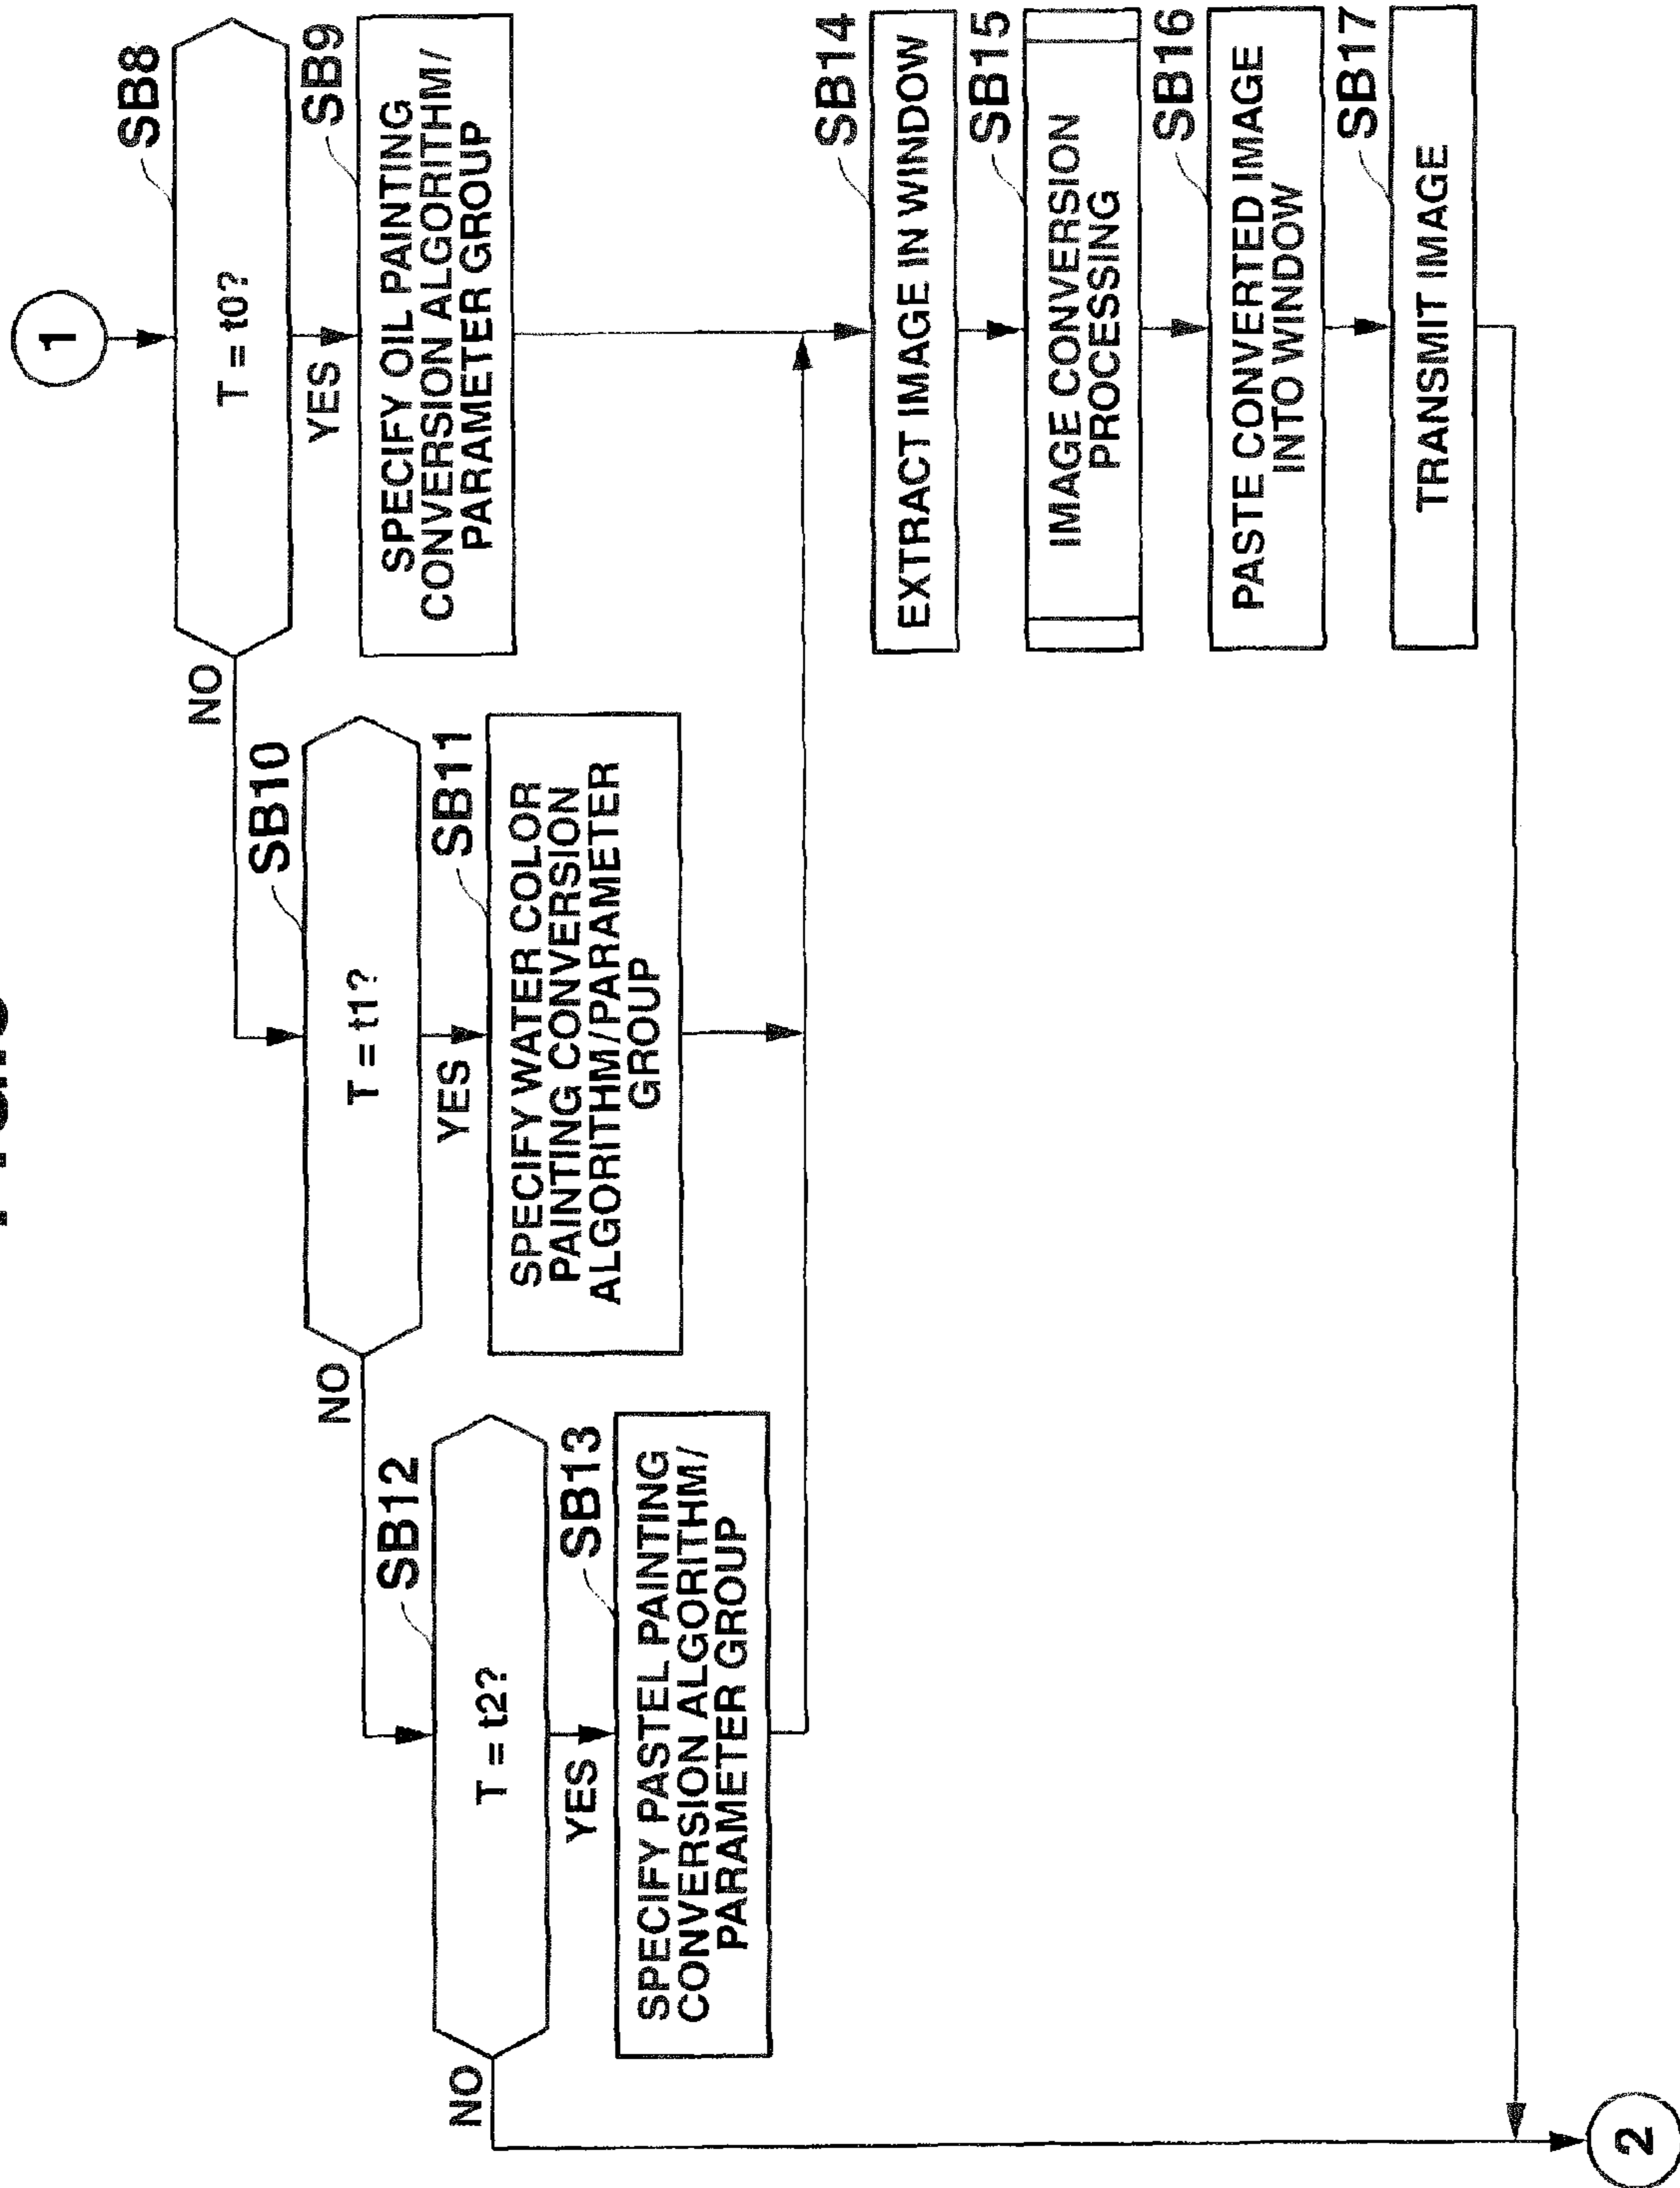 1
SB8
T = t0?
NO
YES
SB9
SPECIFY OIL PAINTING
CONVERSION ALGORITHM/
PARAMETER GROUP
SB10
T = t1?
NO
YES
SB11
SPECIFY WATER COLOR
PAINTING CONVERSION
ALGORITHM/PARAMETER
GROUP
SB12
T = t2?
NO
YES
SB13
SPECIFY PASTEL PAINTING
CONVERSION ALGORITHM/
PARAMETER GROUP
SB14
EXTRACT IMAGE IN WINDOW
SB15
IMAGE CONVERSION
PROCESSING
SB16
PASTE CONVERTED IMAGE
INTO WINDOW
SB17
TRANSMIT IMAGE
2